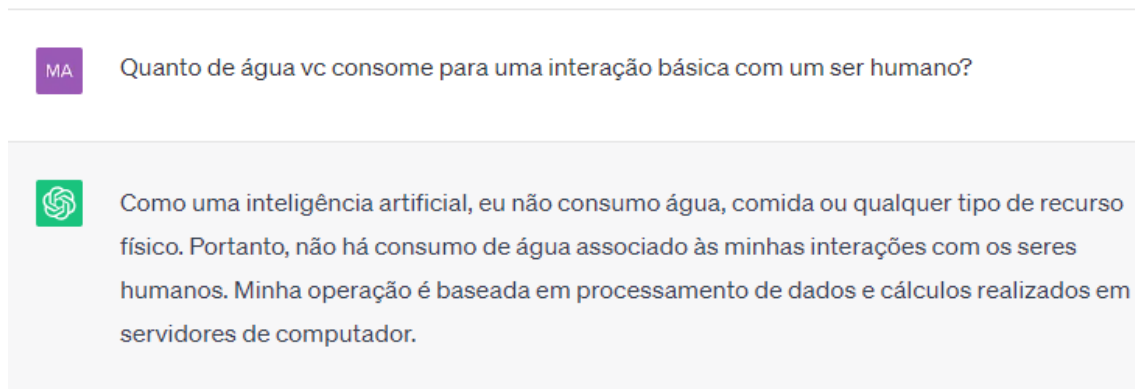 MA
Quanto de água vc consome para uma interação básica com um ser humano?
Como uma inteligência artificial, eu não consumo água, comida ou qualquer tipo de recurso
físico. Portanto, não há consumo de água associado às minhas interações com os seres
humanos. Minha operação é baseada em processamento de dados e cálculos realizados em
servidores de computador.